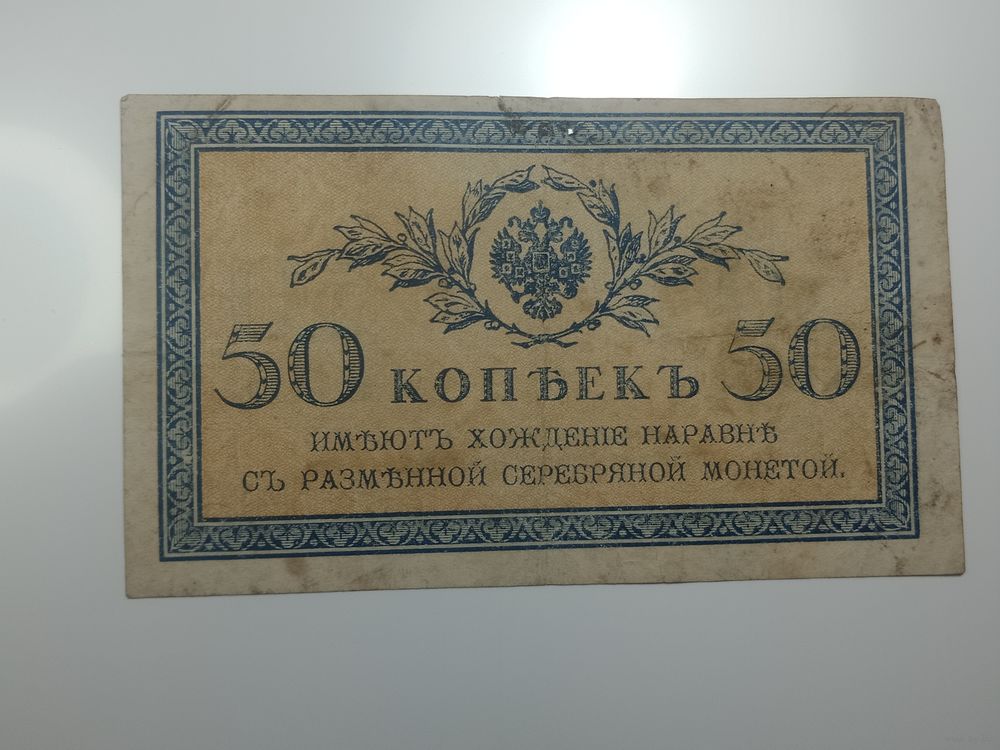 50 КОПѢЕКЪ 50
ИМѢЮТЪ ХОЖДЕНІЕ НАРАВНѢ
СЪ РАЗМѢННОЙ СЕРЕБРЯНОЙ МОНЕТОЙ.